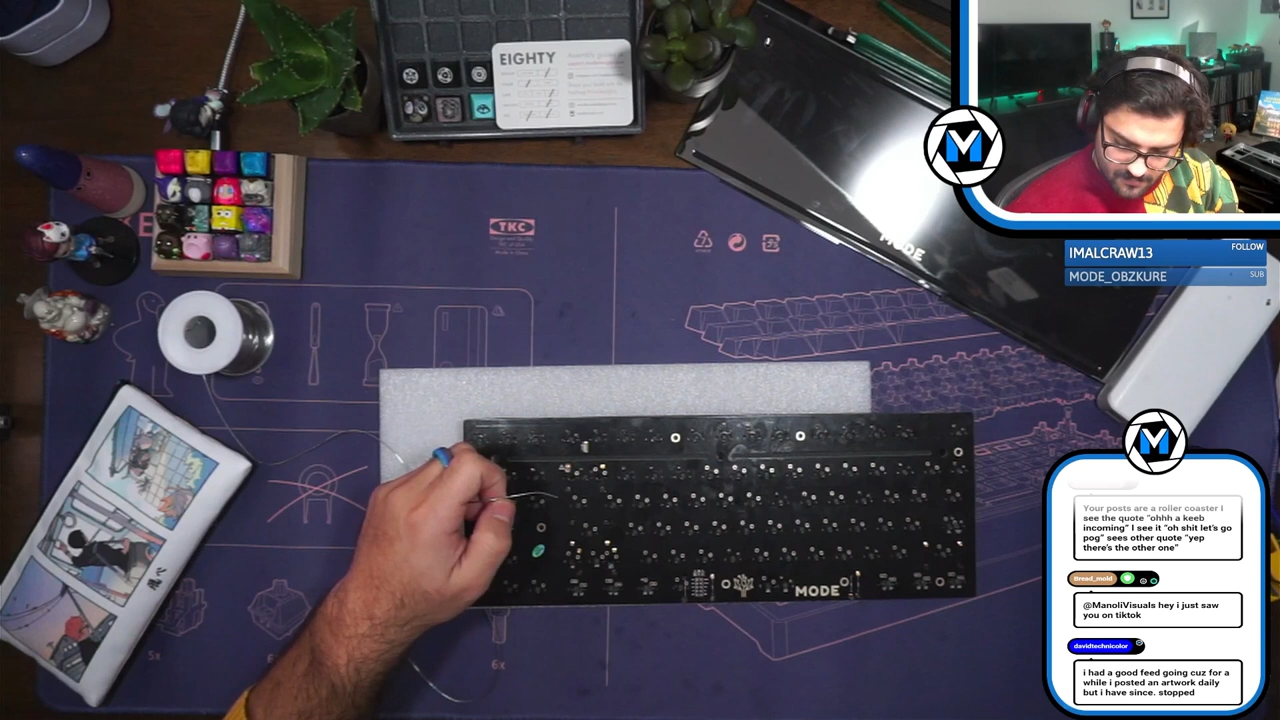 EIGHTY
TKC
MODE
MODE
M
IMALCRAW13
FOLLOW
MODE_OBZKURE
SUB
M
Your posts are a roller coaster I
see the quote “ohhh a keeb
incoming” I see it “oh shit let’s go
pog” sees other quote “yep
there’s the other one”
Bread_mold
@ManoliVisuals hey i just saw
you on tiktok
davidtechnicolor
i had a good feed going cuz for a
while i posted an artwork daily
but i have since. stopped
5x
6x